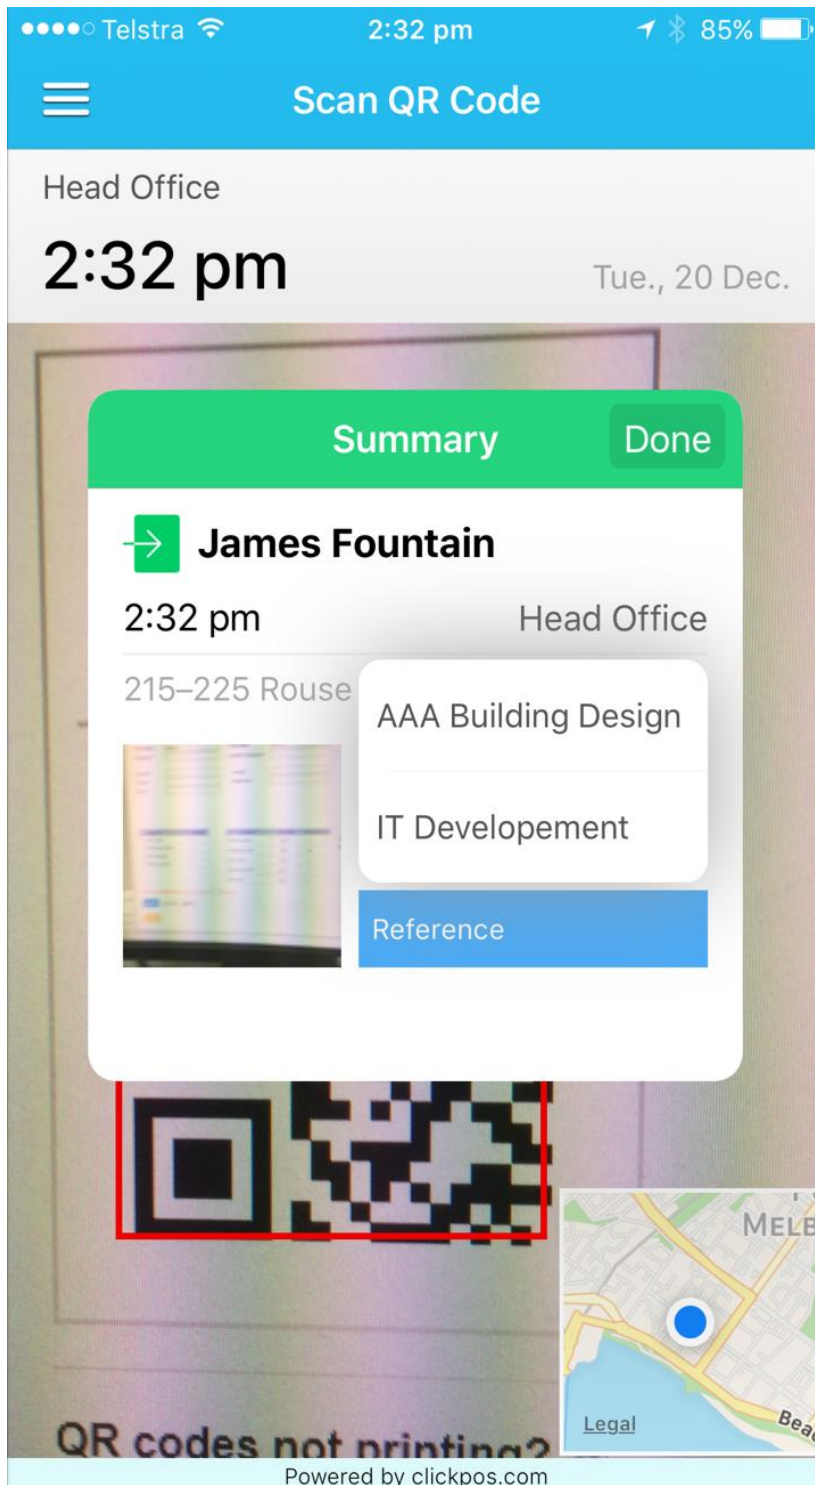 Telstra 2:32 pm 85%
Scan QR Code
Head Office
2:32 pm Tue., 20 Dec.
Summary Done
James Fountain
2:32 pm Head Office
215–225 Rouse
AAA Building Design
IT Developement
Reference
MELB
Legal
Bea
QR codes not printing?
Powered by clickpos.com